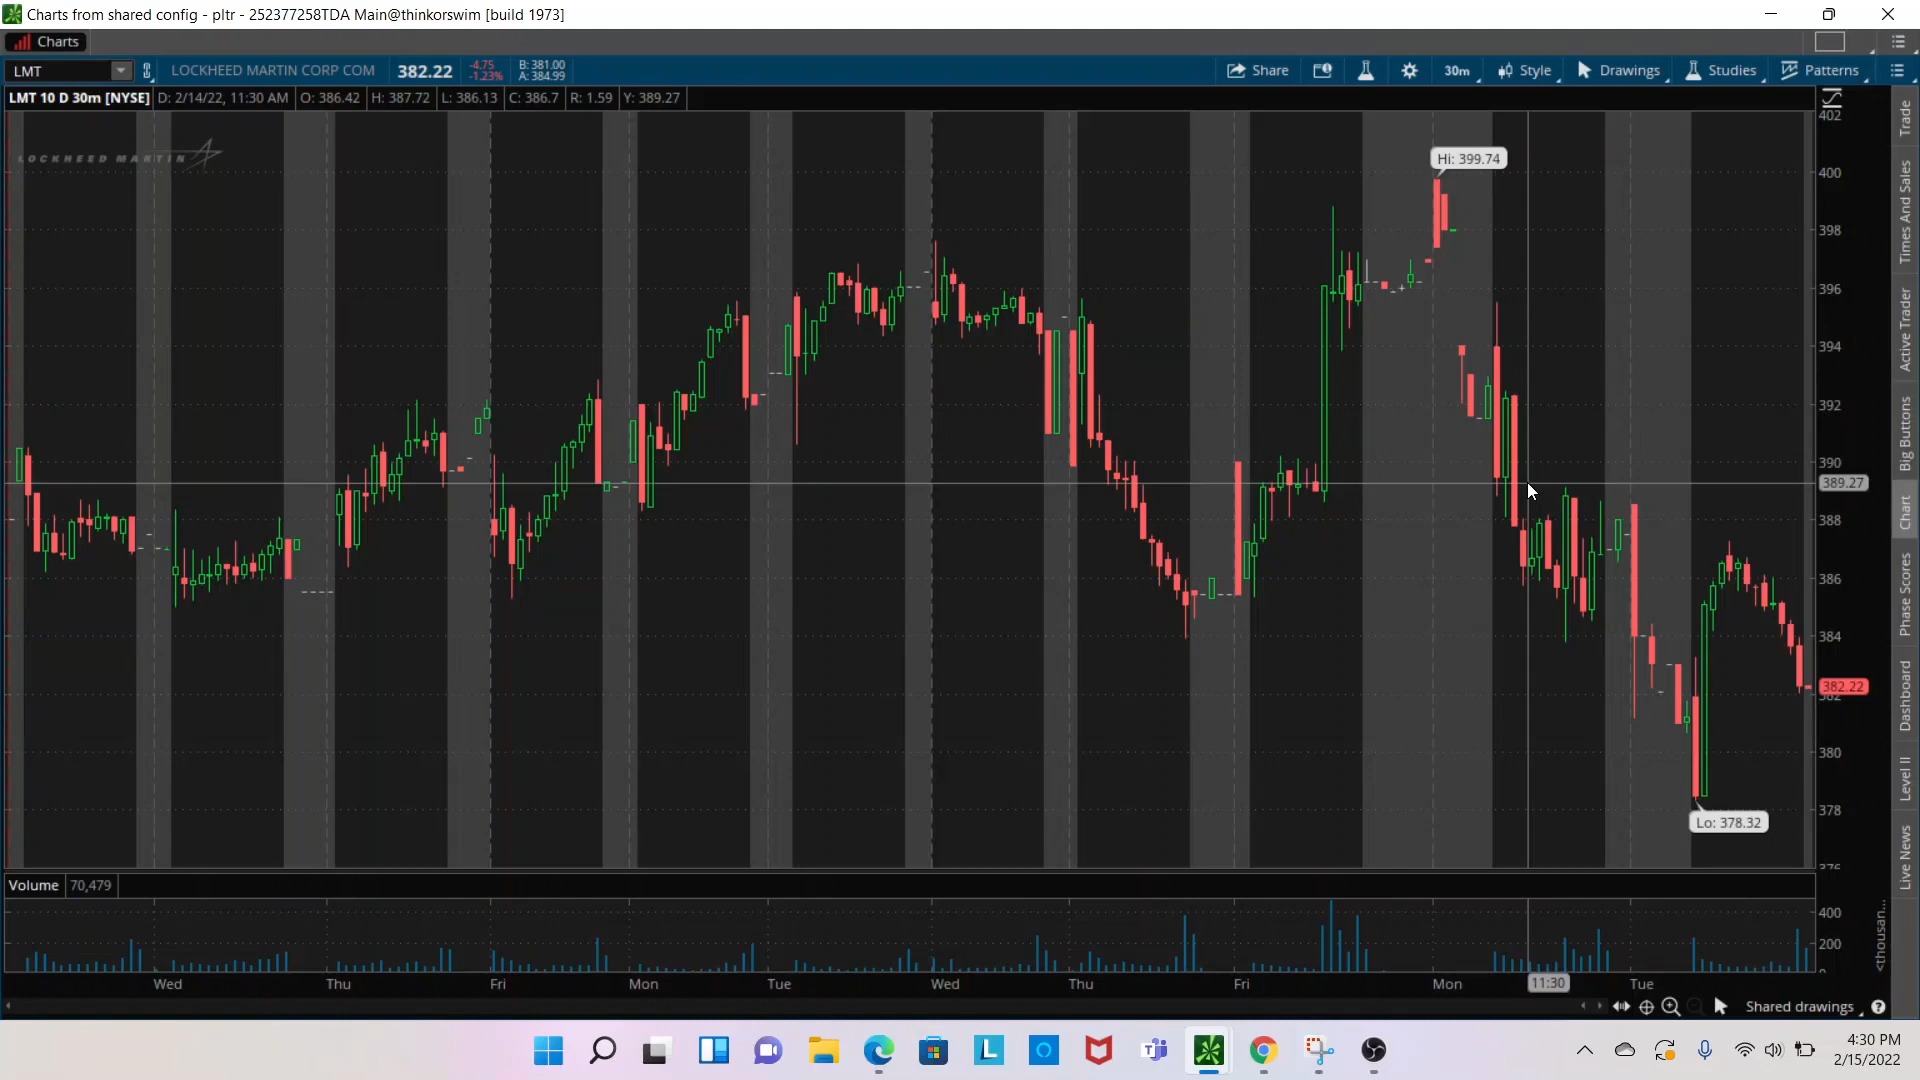 Charts from shared config - pltr - 252377258TDA Main@thinkorswim [build 1973]
Charts
LMT
LOCKHEED MARTIN CORP COM
382.22
-4.75
-1.23%
B: 381.00
A: 384.99
Share
30m
Style
Drawings
Studies
Patterns
LMT 10 D 30m [NYSE]
D: 2/14/22, 11:30 AM
O: 386.42
H: 387.72
L: 386.13
C: 386.7
R: 1.59
Y: 389.27
LOCKHEED MARTIN
Hi: 399.74
Lo: 378.32
402
400
398
396
394
392
390
389.27
388
386
384
382.22
382
380
378
376
Trade
Times And Sales
Active Trader
Big Buttons
Chart
Phase Scores
Dashboard
Level II
Live News
Volume
70,479
400
200
0
<thousan...
Wed
Thu
Fri
Mon
Tue
Wed
Thu
Fri
Mon
11:30
Tue
Shared drawings
4:30 PM
2/15/2022